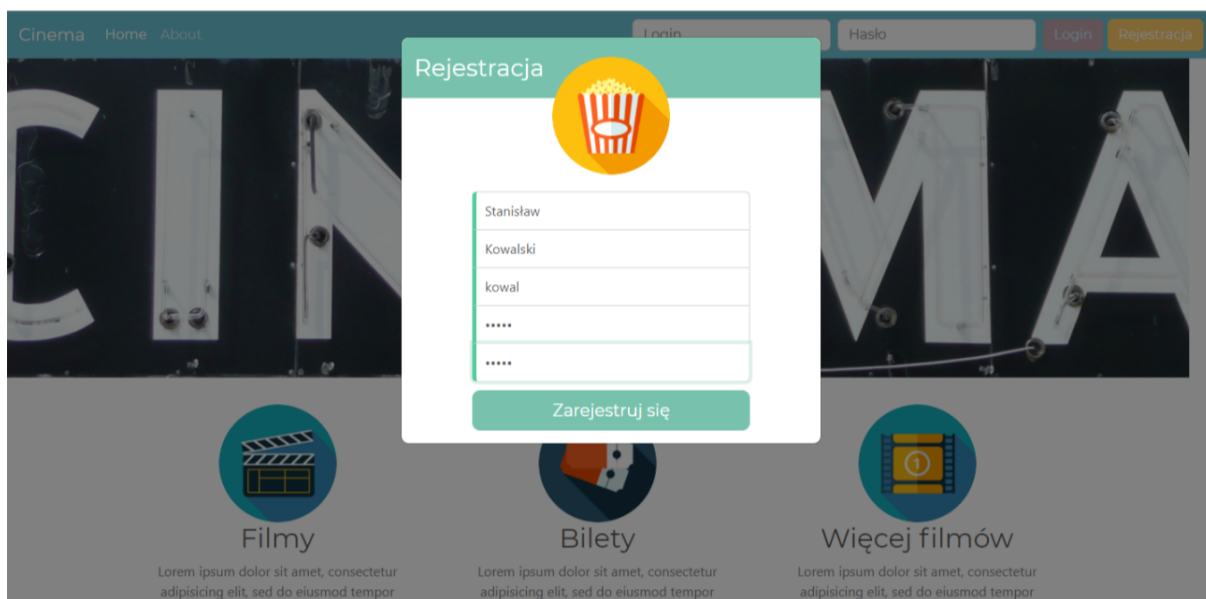 Cinema Home About Login Hasło Login Rejestracja
Rejestracja
CINEMA
Stanisław
Kowalski
kowal
•••••
•••••
Zarejestruj się
1
Filmy Bilety Więcej filmów
Lorem ipsum dolor sit amet, consectetur Lorem ipsum dolor sit amet, consectetur Lorem ipsum dolor sit amet, consectetur
adipisicing elit, sed do eiusmod tempor adipisicing elit, sed do eiusmod tempor adipisicing elit, sed do eiusmod tempor